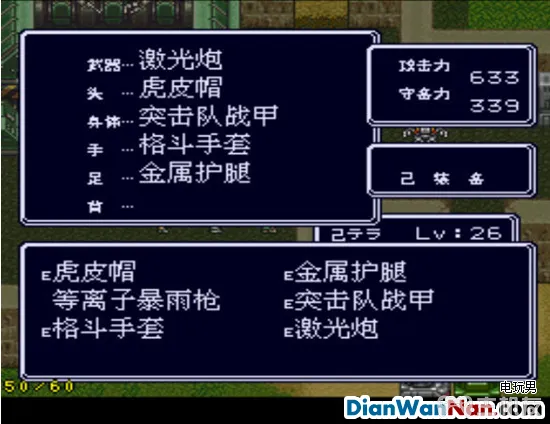 武器…激光炮
头…虎皮帽
身体…突击队战甲
手…格斗手套
足…金属护腿
背…
攻击力
633
守备力
339
已装备
己テラ Lv:26
E虎皮帽 E金属护腿
等离子暴雨枪 E突击队战甲
E格斗手套 E激光炮
50/60
电玩男
DianWanNan.com